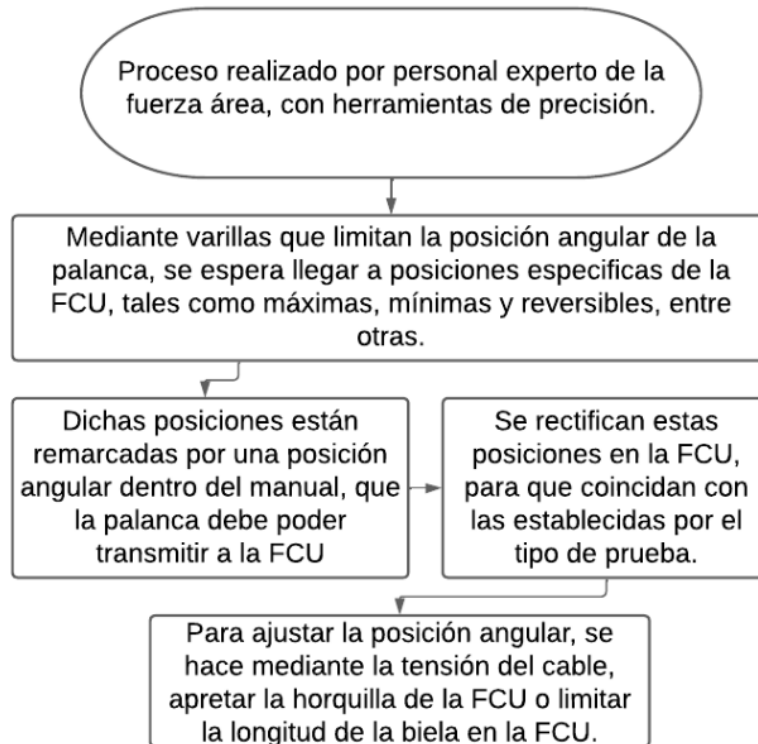 Proceso realizado por personal experto de la
fuerza área, con herramientas de precisión.
Mediante varillas que limitan la posición angular de la
palanca, se espera llegar a posiciones especificas de la
FCU, tales como máximas, mínimas y reversibles, entre
otras.
Dichas posiciones están
remarcadas por una posición
angular dentro del manual, que
la palanca debe poder
transmitir a la FCU
Se rectifican estas
posiciones en la FCU,
para que coincidan con
las establecidas por el
tipo de prueba.
Para ajustar la posición angular, se
hace mediante la tensión del cable,
apretar la horquilla de la FCU o limitar
la longitud de la biela en la FCU.